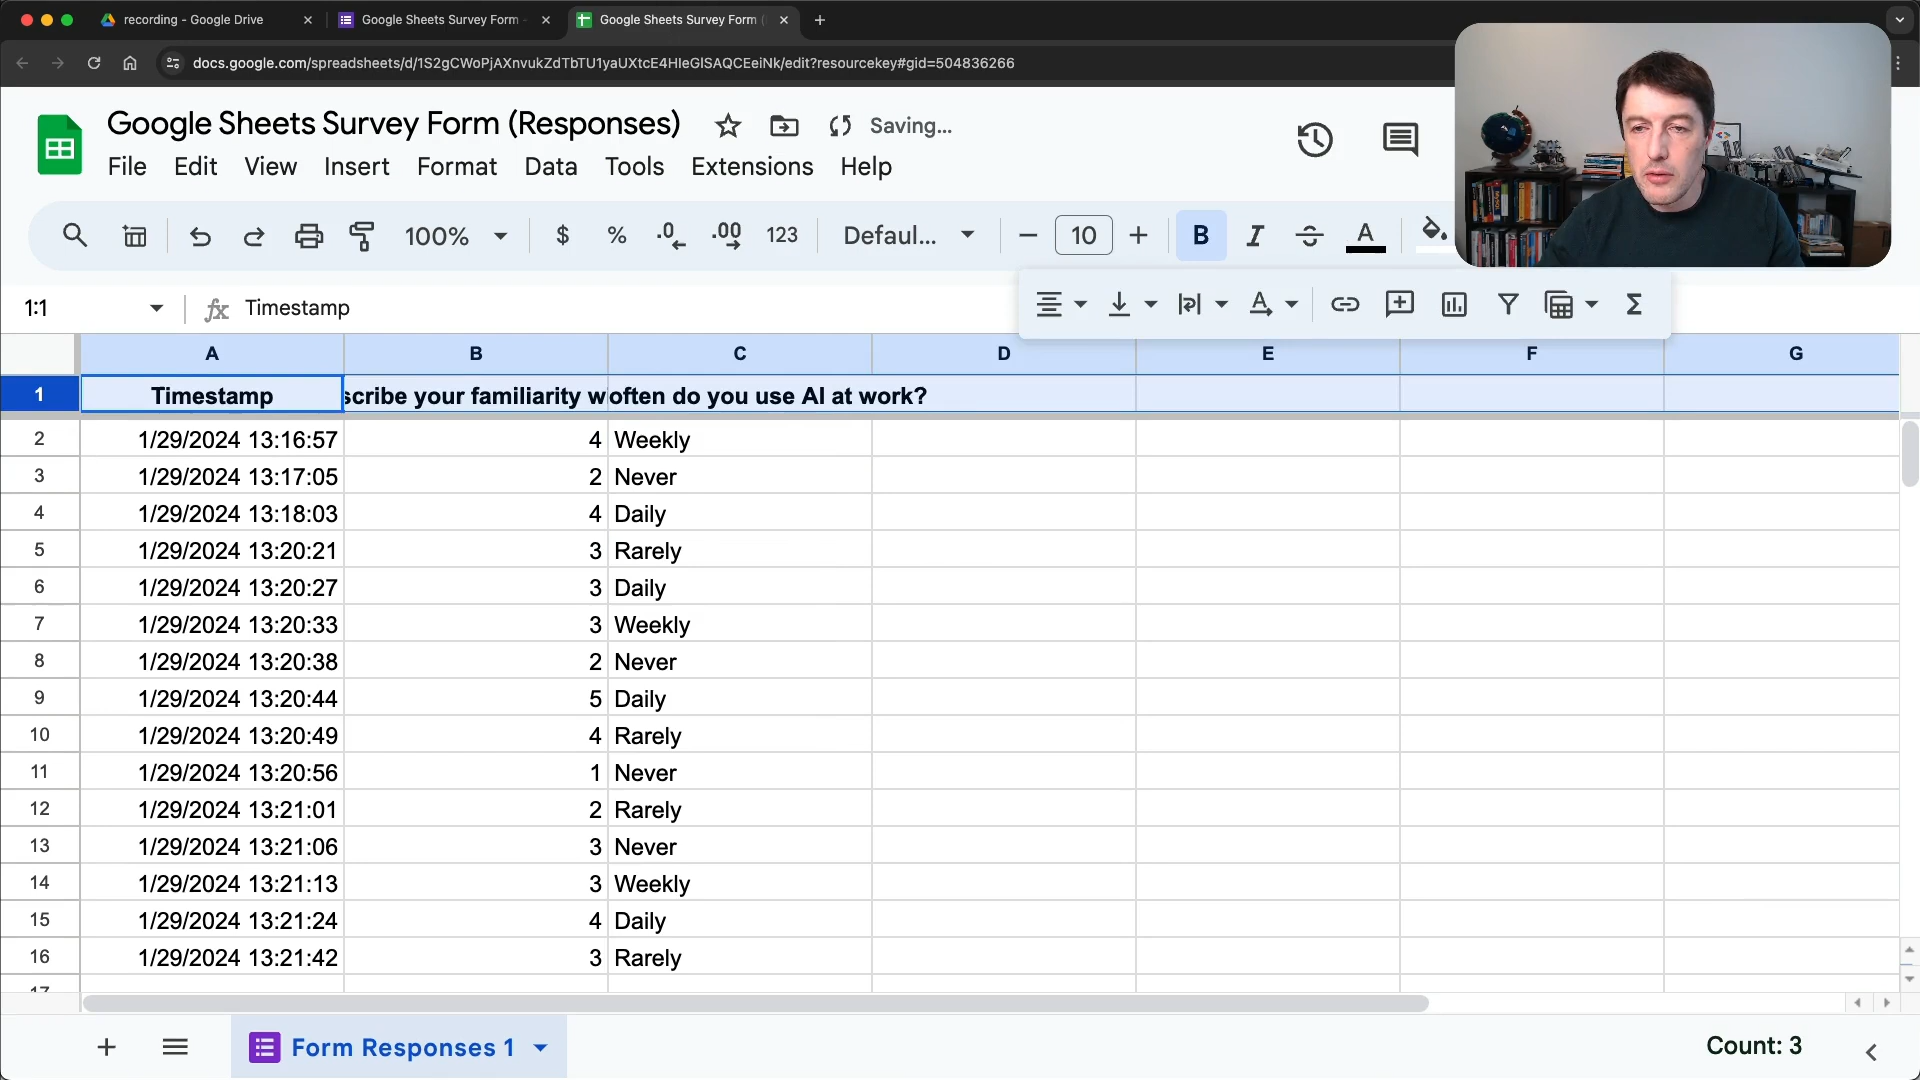 recording - Google Drive
Google Sheets Survey Form -
Google Sheets Survey Form (
docs.google.com/spreadsheets/d/1S2gCWoPjAXnvukZdTbTU1yaUXtcE4HIeGlSAQCEeiNk/edit?resourcekey#gid=504836266
Google Sheets Survey Form (Responses)
Saving...
File Edit View Insert Format Data Tools Extensions Help
100% $ % .0 .00 123 Defaul... 10 B I S A
1:1 fx Timestamp
A B C D E F G
1 Timestamp scribe your familiarity w often do you use AI at work?
2 1/29/2024 13:16:57 4 Weekly
3 1/29/2024 13:17:05 2 Never
4 1/29/2024 13:18:03 4 Daily
5 1/29/2024 13:20:21 3 Rarely
6 1/29/2024 13:20:27 3 Daily
7 1/29/2024 13:20:33 3 Weekly
8 1/29/2024 13:20:38 2 Never
9 1/29/2024 13:20:44 5 Daily
10 1/29/2024 13:20:49 4 Rarely
11 1/29/2024 13:20:56 1 Never
12 1/29/2024 13:21:01 2 Rarely
13 1/29/2024 13:21:06 3 Never
14 1/29/2024 13:21:13 3 Weekly
15 1/29/2024 13:21:24 4 Daily
16 1/29/2024 13:21:42 3 Rarely
17
Form Responses 1
Count: 3